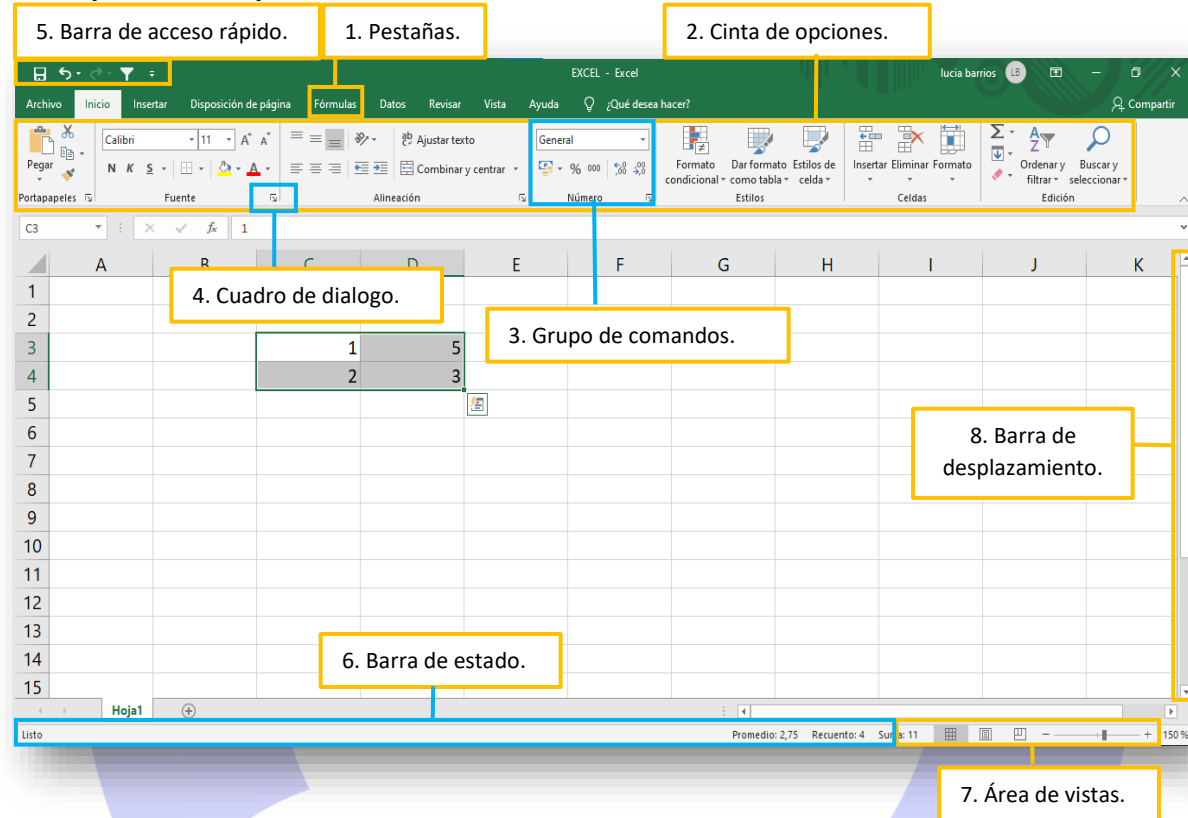 5. Barra de acceso rápido.
1. Pestañas.
2. Cinta de opciones.
EXCEL - Excel
lucia barrios LB
Archivo Inicio Insertar Disposición de página Fórmulas Datos Revisar Vista Ayuda ¿Qué desea hacer? Compartir
Calibri 11 A A Ajustar texto General
Pegar N K S A Combinar y centrar % 000
Formato condicional
Dar formato como tabla
Estilos de celda
Insertar Eliminar Formato
Ordenar y filtrar
Buscar y seleccionar
Portapapeles Fuente Alineación Número Estilos Celdas Edición
C3 fx 1
A B C D E F G H I J K
4. Cuadro de dialogo.
3. Grupo de comandos.
1
2
3 1 5
4 2 3
5
6
7
8
9
10
11
12
13
14
15
8. Barra de
desplazamiento.
6. Barra de estado.
Hoja1
Listo Promedio: 2,75 Recuento: 4 Suma: 11 150 %
7. Área de vistas.